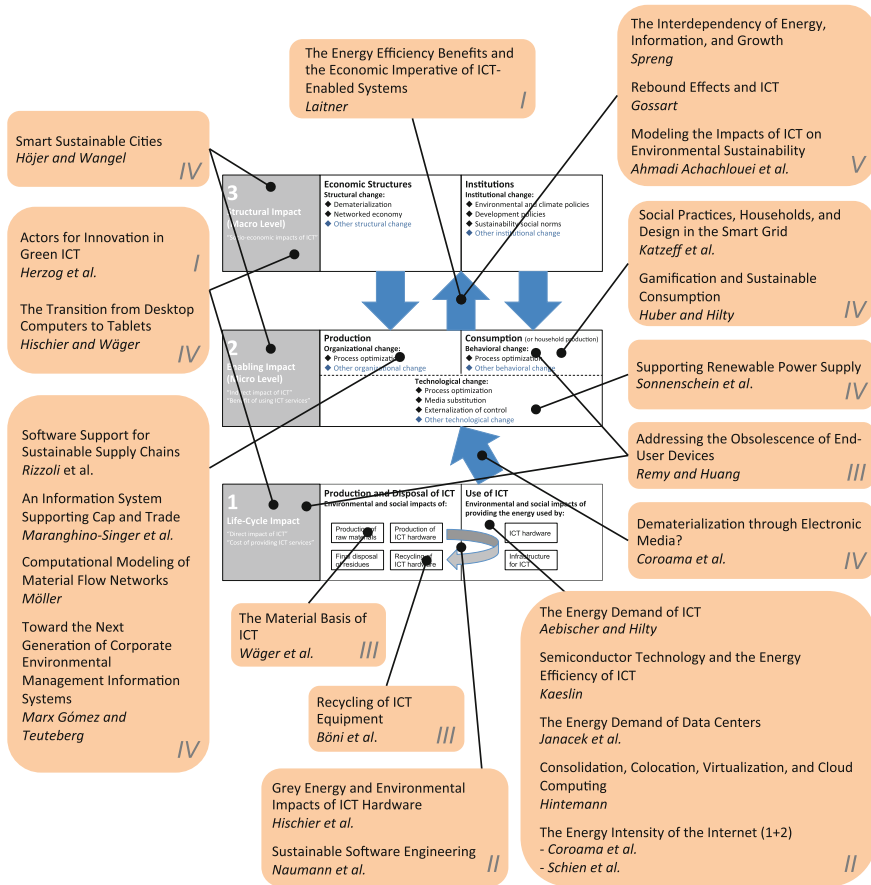 The Energy Efficiency Benefits and
the Economic Imperative of ICT-
Enabled Systems
Laitner
I
The Interdependency of Energy,
Information, and Growth
Spreng
Rebound Effects and ICT
Gossart
Modeling the Impacts of ICT on
Environmental Sustainability
Ahmadi Achachlouei et al.
V
Smart Sustainable Cities
Höjer and Wangel
IV
Actors for Innovation in
Green ICT
Herzog et al.
I
The Transition from Desktop
Computers to Tablets
Hischier and Wäger
IV
Software Support for
Sustainable Supply Chains
Rizzoli et al.
An Information System
Supporting Cap and Trade
Maranghino-Singer et al.
Computational Modeling of
Material Flow Networks
Möller
Toward the Next
Generation of Corporate
Environmental
Management Information
Systems
Marx Gómez and
Teuteberg
IV
3
Structural Impact
(Macro Level)
"Socio-economic impacts of ICT"
Economic Structures
Structural change:
◆ Dematerialization
◆ Networked economy
◆ Other structural change
Institutions
Institutional change:
◆ Environmental and climate policies
◆ Development policies
◆ Sustainability social norms
◆ Other institutional change
2
Enabling Impact
(Micro Level)
"Indirect impact of ICT"
"Benefit of using ICT services"
Production
Organizational change:
◆ Process optimization
◆ Other organizational change
Consumption (or household production)
Behavioral change:
◆ Process optimization
◆ Other behavioral change
Technological change:
◆ Process optimization
◆ Media substitution
◆ Externalization of control
◆ Other technological change
1
Life-Cycle Impact
"Direct impact of ICT"
"Cost of providing ICT services"
Production and Disposal of ICT
Environmental and social impacts of:
Production of
raw materials
Production of
ICT hardware
Final disposal
of residues
Recycling of
ICT hardware
Use of ICT
Environmental and social impacts of
providing the energy used by:
ICT hardware
Infrastructure
for ICT
Social Practices, Households, and
Design in the Smart Grid
Katzeff et al.
Gamification and Sustainable
Consumption
Huber and Hilty
IV
Supporting Renewable Power Supply
Sonnenschein et al.
IV
Addressing the Obsolescence of End-
User Devices
Remy and Huang
III
Dematerialization through Electronic
Media?
Coroama et al.
IV
The Material Basis of
ICT
Wäger et al.
III
Recycling of ICT
Equipment
Böni et al.
III
Grey Energy and Environmental
Impacts of ICT Hardware
Hischier et al.
Sustainable Software Engineering
Naumann et al.
II
The Energy Demand of ICT
Aebischer and Hilty
Semiconductor Technology and the Energy
Efficiency of ICT
Kaeslin
The Energy Demand of Data Centers
Janacek et al.
Consolidation, Colocation, Virtualization, and Cloud
Computing
Hintemann
The Energy Intensity of the Internet (1+2)
- Coroama et al.
- Schien et al.
II